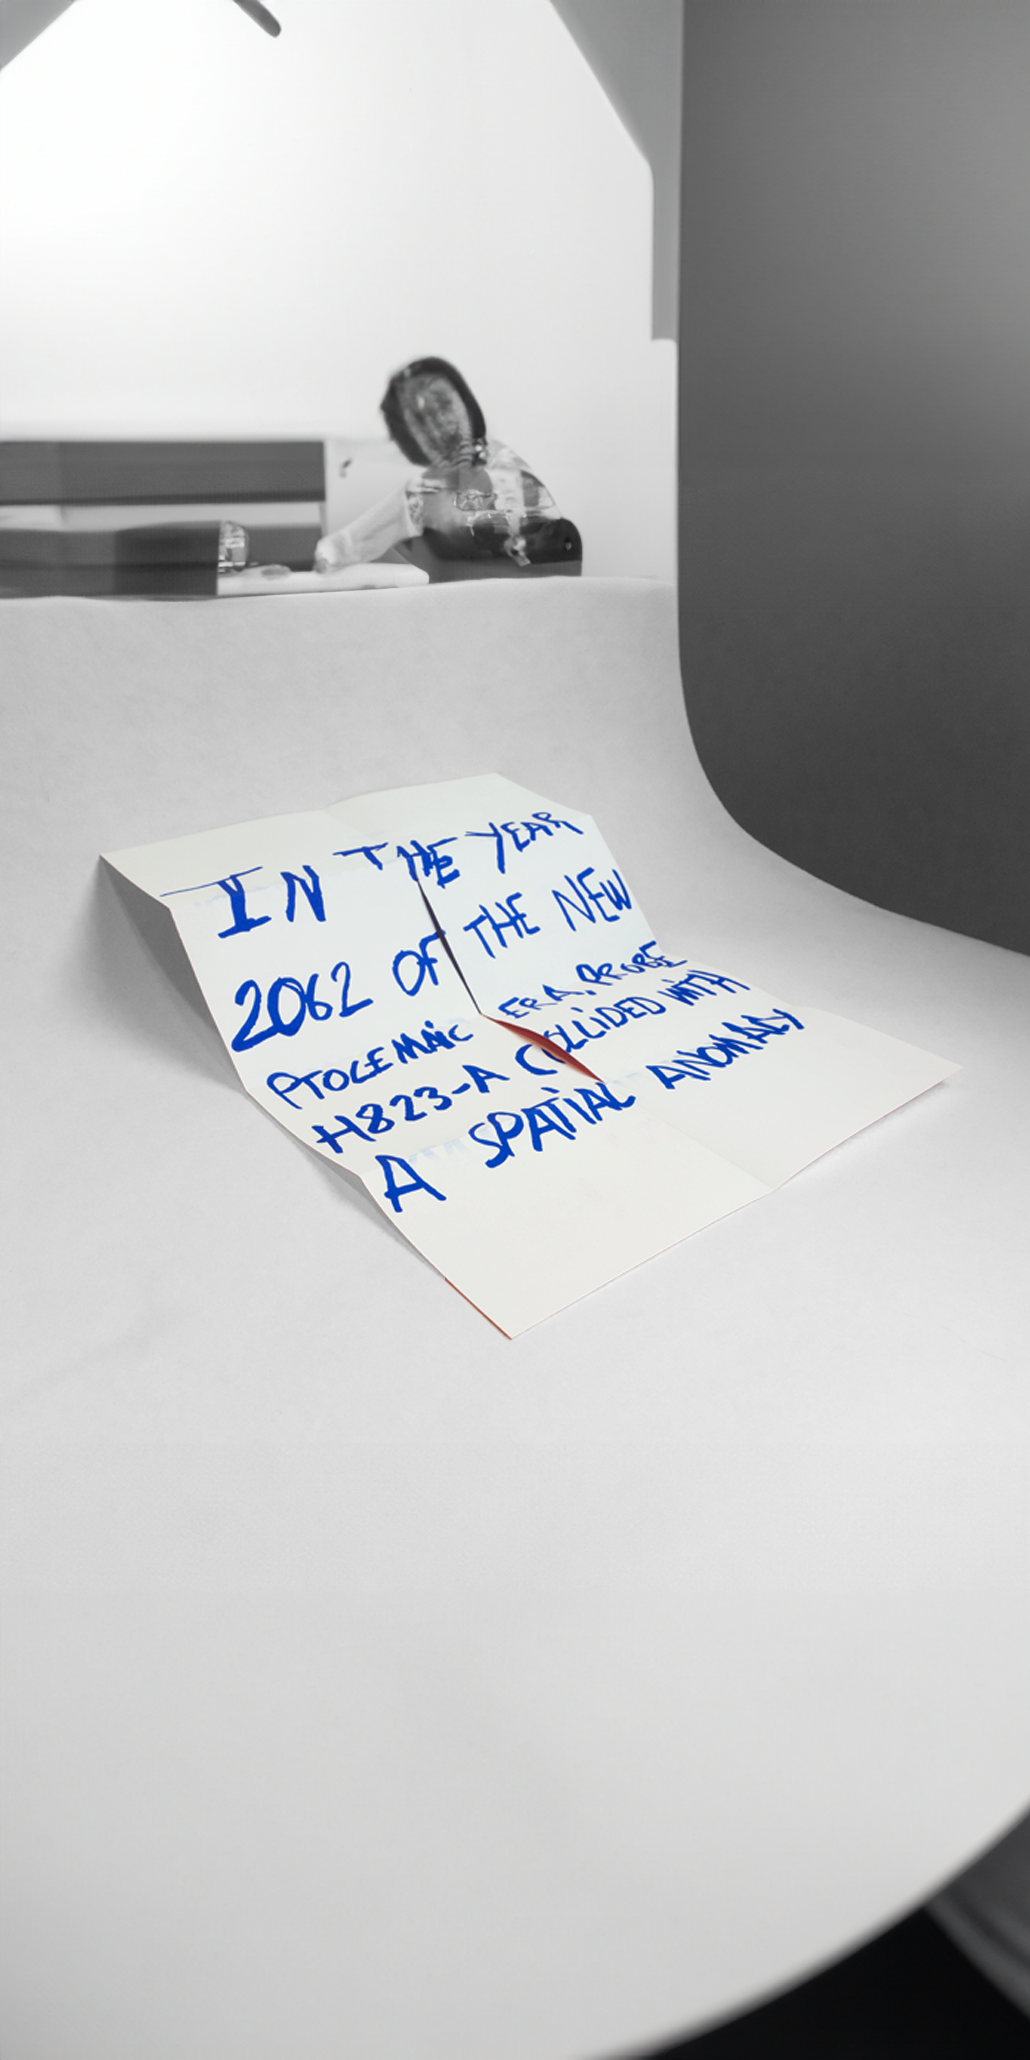 IN THE YEAR
2062 OF THE NEW
PTOLEMAIC ERA, PROBE
H823-A COLLIDED WITH
A SPATIAL ANOMALY